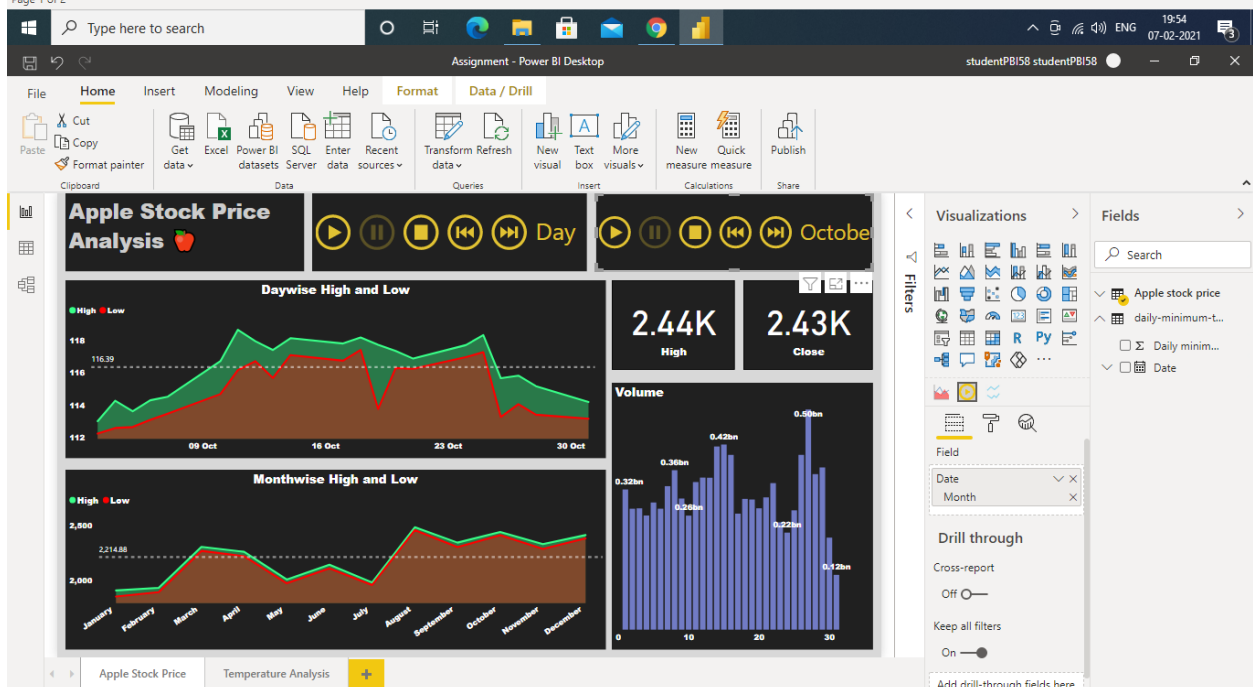 Page 1 of 2
Type here to search
ENG
19:54
07-02-2021
3
Assignment - Power BI Desktop
studentPBI58 studentPBI58
File Home Insert Modeling View Help Format Data / Drill
Paste
Cut
Copy
Format painter
Get data
Excel
Power BI datasets
SQL Server
Enter data
Recent sources
Transform data
Refresh
New visual
Text box
More visuals
New measure
Quick measure
Publish
Clipboard
Data
Queries
Insert
Calculations
Share
Apple Stock Price
Analysis
Day
Octobe
Daywise High and Low
High Low
118
116.39
116
114
112
09 Oct 16 Oct 23 Oct 30 Oct
2.44K
High
2.43K
Close
Monthwise High and Low
High Low
2,500
2,214.88
2,000
January February March April May June July August September October November December
Volume
0.50bn
0.42bn
0.36bn
0.32bn
0.26bn
0.22bn
0.12bn
0 10 20 30
Filters
Visualizations
R Py
123
Field
Date
Month
Drill through
Cross-report
Off
Keep all filters
On
Add drill-through fields here
Fields
Search
Apple stock price
daily-minimum-t...
Σ Daily minim...
Date
Apple Stock Price
Temperature Analysis
+